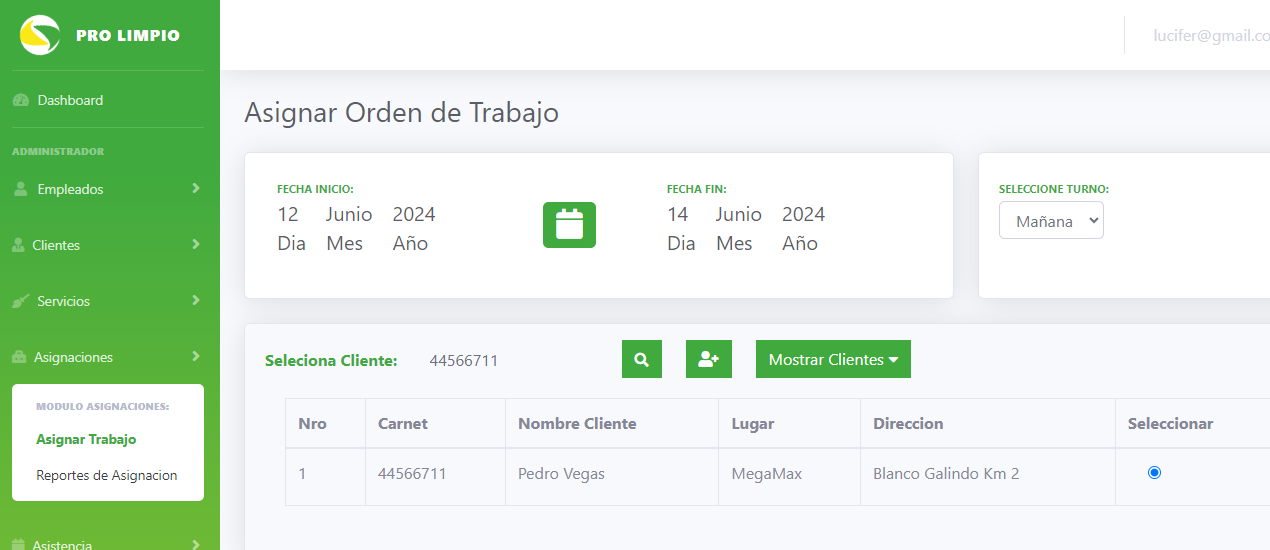 PRO LIMPIO
lucifer@gmail.co
Dashboard
ADMINISTRADOR
Empleados
Clientes
Servicios
Asignaciones
MODULO ASIGNACIONES:
Asignar Trabajo
Reportes de Asignacion
Asistencia
Asignar Orden de Trabajo
FECHA INICIO:
12 Junio 2024
Dia Mes Año
FECHA FIN:
14 Junio 2024
Dia Mes Año
SELECCIONE TURNO:
Mañana
Seleciona Cliente: 44566711 Mostrar Clientes
Nro Carnet Nombre Cliente Lugar Direccion Seleccionar
1 44566711 Pedro Vegas MegaMax Blanco Galindo Km 2